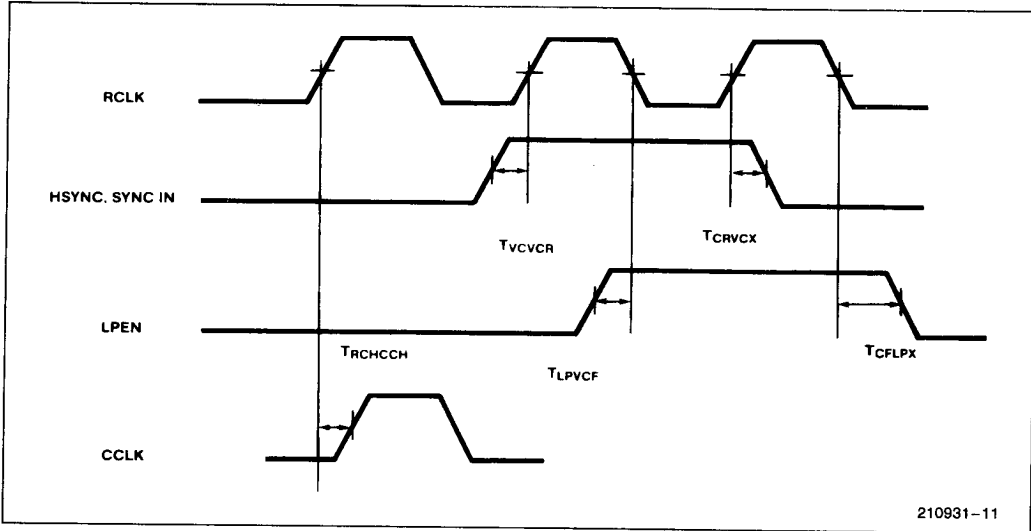 RCLK
HSYNC, SYNC IN
TVCVCR
TCRVCX
LPEN
TRCHCCH
TLPVCF
TCFLPX
CCLK
210931-11